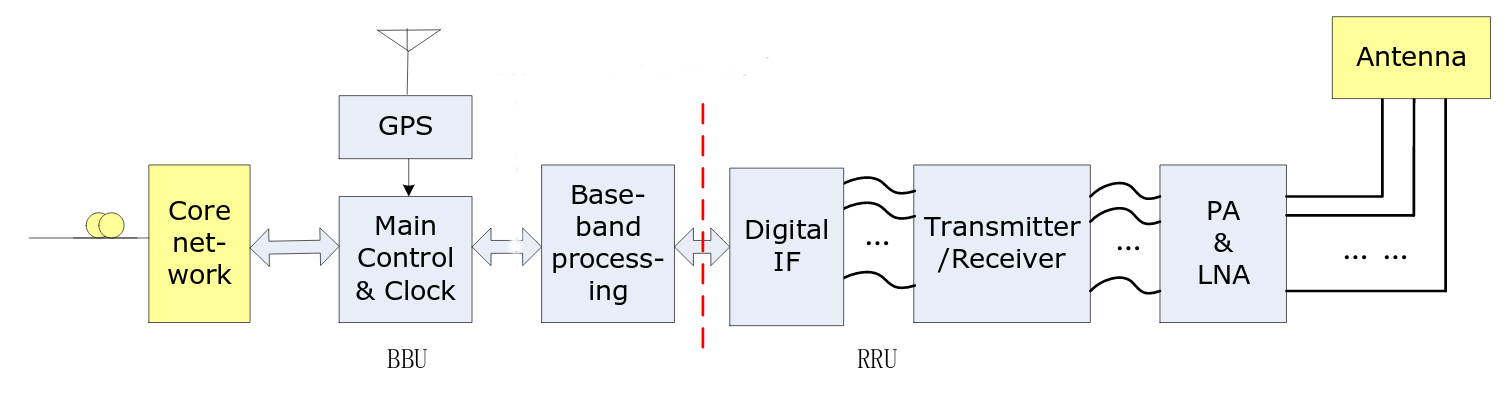 Antenna
GPS
Core
net-
work
Main
Control
& Clock
Base-
band
process-
ing
Digital
IF
...
Transmitter
/Receiver
...
PA
&
LNA
... ...
BBU
RRU